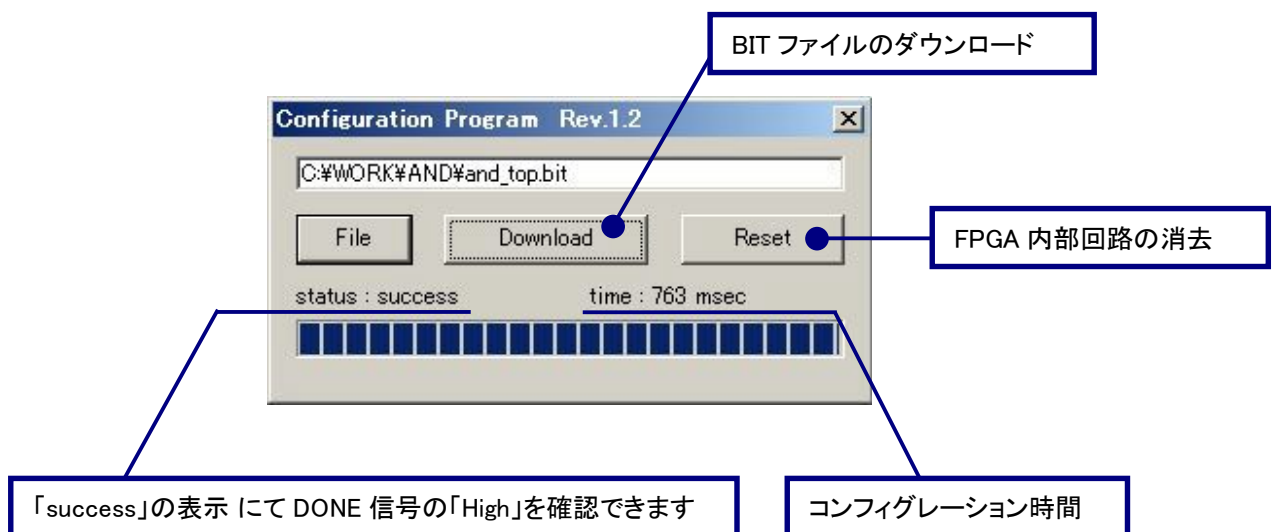 BIT ファイルのダウンロード
Configuration Program Rev.1.2
C:¥WORK¥AND¥and_top.bit
File
Download
Reset
FPGA 内部回路の消去
status : success
time : 763 msec
「success」の表示 にて DONE 信号の「High」を確認できます
コンフィグレーション時間